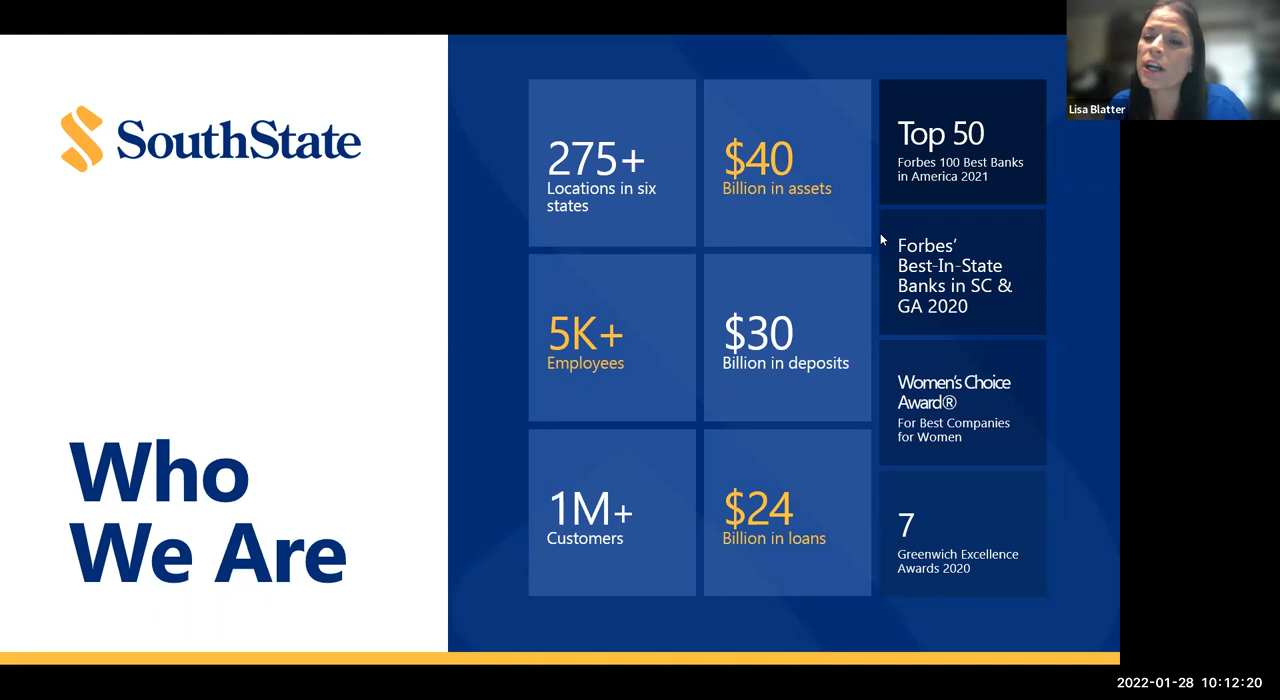 SouthState
Who
We Are
275+
Locations in six
states
$40
Billion in assets
5K+
Employees
$30
Billion in deposits
1M+
Customers
$24
Billion in loans
Top 50
Forbes 100 Best Banks
in America 2021
Forbes’
Best-In-State
Banks in SC &
GA 2020
Women’s Choice
Award®
For Best Companies
for Women
7
Greenwich Excellence
Awards 2020
Lisa Blatter
2022-01-28 10:12:20